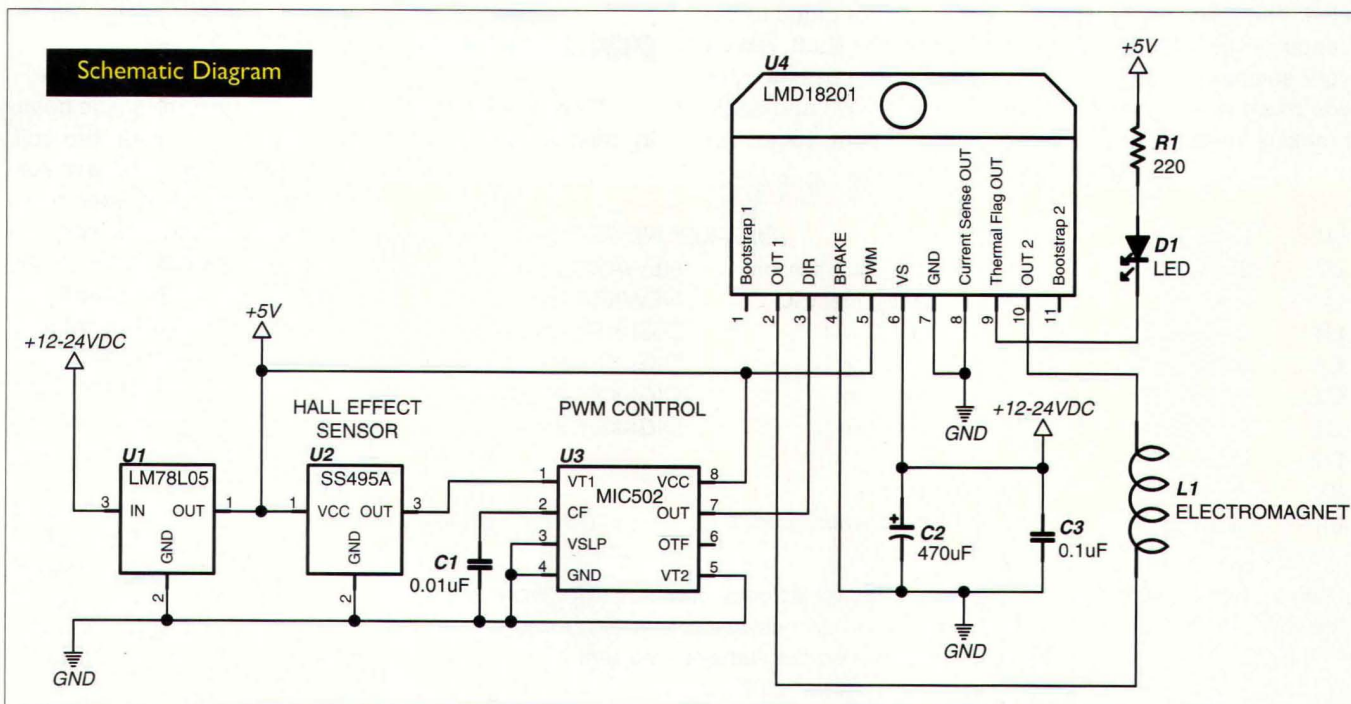 Schematic Diagram
U4
LMD18201
Bootstrap 1
OUT 1
DIR
BRAKE
PWM
VS
GND
Current Sense OUT
Thermal Flag OUT
OUT 2
Bootstrap 2
1
2
3
4
5
6
7
8
9
10
11
+5V
R1
220
D1
LED
+12-24VDC
+5V
HALL EFFECT
SENSOR
PWM CONTROL
U1
LM78L05
3
IN
OUT
1
GND
2
U2
SS495A
1
VCC
OUT
3
GND
2
U3
MIC502
1
VT1
2
CF
3
VSLP
4
GND
VCC
8
OUT
7
OTF
6
VT2
5
C1
0.01uF
GND
GND
+12-24VDC
+
C2
470uF
C3
0.1uF
GND
L1
ELECTROMAGNET